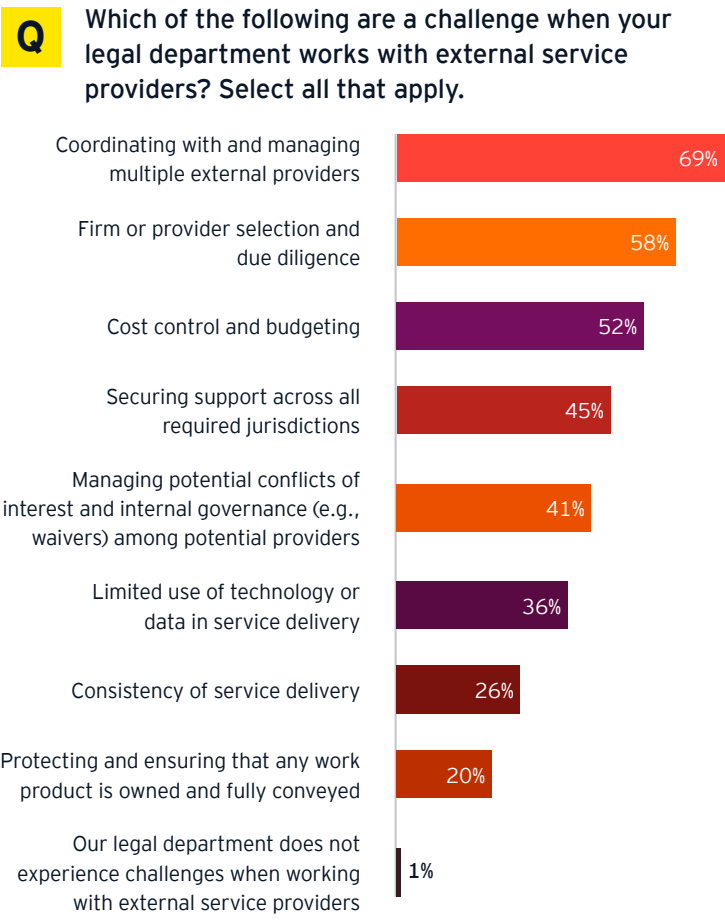 Q
Which of the following are a challenge when your
legal department works with external service
providers? Select all that apply.
Coordinating with and managing
multiple external providers
69%
Firm or provider selection and
due diligence
58%
Cost control and budgeting
52%
Securing support across all
required jurisdictions
45%
Managing potential conflicts of
interest and internal governance (e.g.,
waivers) among potential providers
41%
Limited use of technology or
data in service delivery
36%
Consistency of service delivery
26%
Protecting and ensuring that any work
product is owned and fully conveyed
20%
Our legal department does not
experience challenges when working
with external service providers
1%